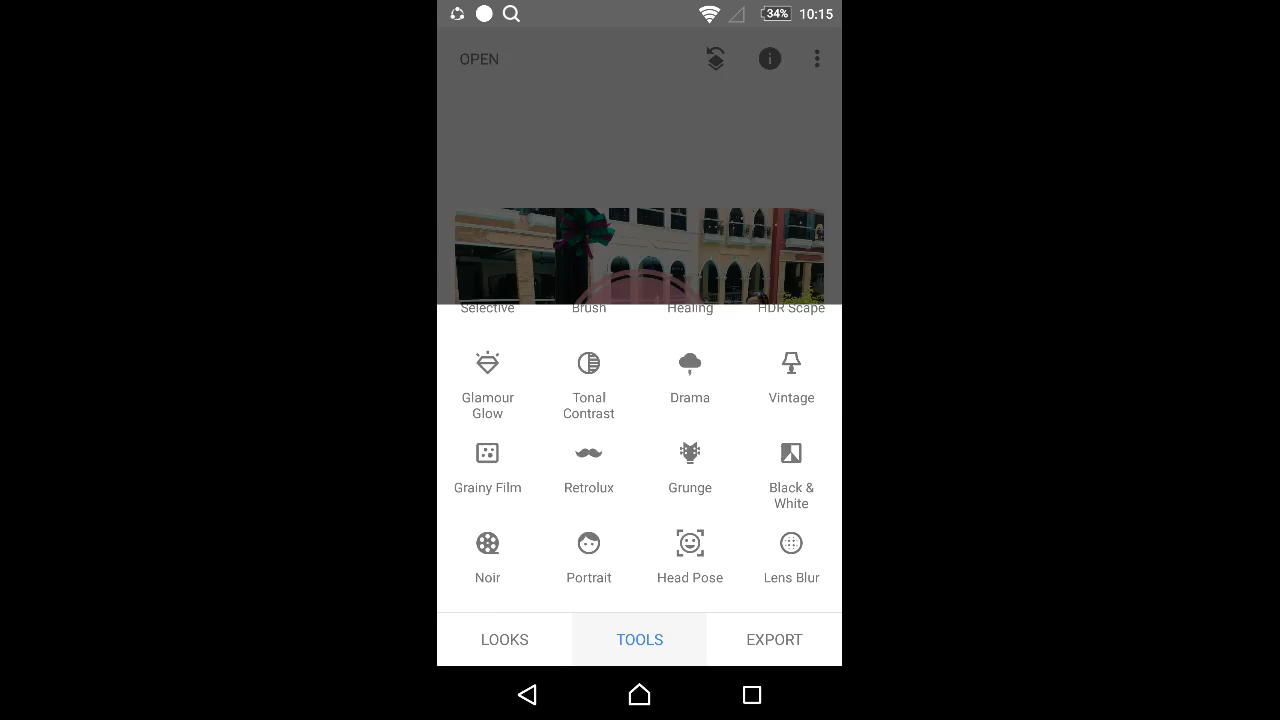 34% 10:15
OPEN
Selective Brush Healing HDR Scape
Glamour Glow Tonal Contrast Drama Vintage
Grainy Film Retrolux Grunge Black & White
Noir Portrait Head Pose Lens Blur
LOOKS TOOLS EXPORT